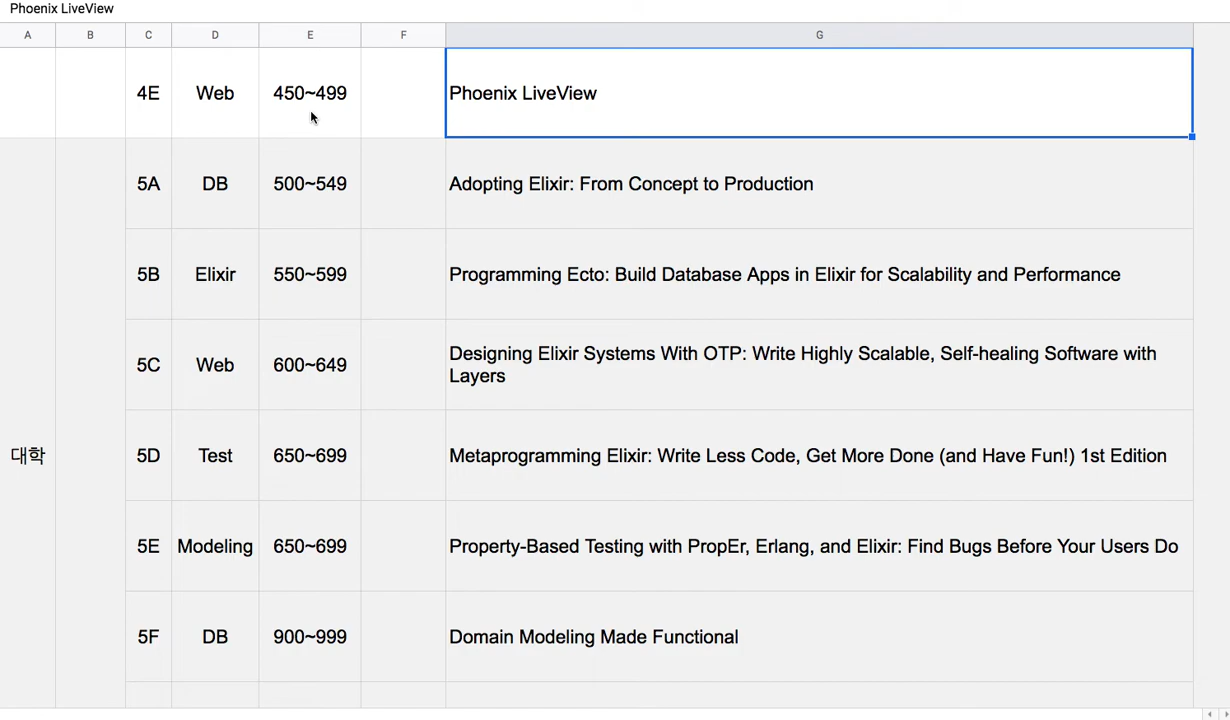 Phoenix LiveView
A B C D E F G
4E Web 450~499 Phoenix LiveView
5A DB 500~549 Adopting Elixir: From Concept to Production
5B Elixir 550~599 Programming Ecto: Build Database Apps in Elixir for Scalability and Performance
5C Web 600~649 Designing Elixir Systems With OTP: Write Highly Scalable, Self-healing Software with
Layers
대학 5D Test 650~699 Metaprogramming Elixir: Write Less Code, Get More Done (and Have Fun!) 1st Edition
5E Modeling 650~699 Property-Based Testing with PropEr, Erlang, and Elixir: Find Bugs Before Your Users Do
5F DB 900~999 Domain Modeling Made Functional